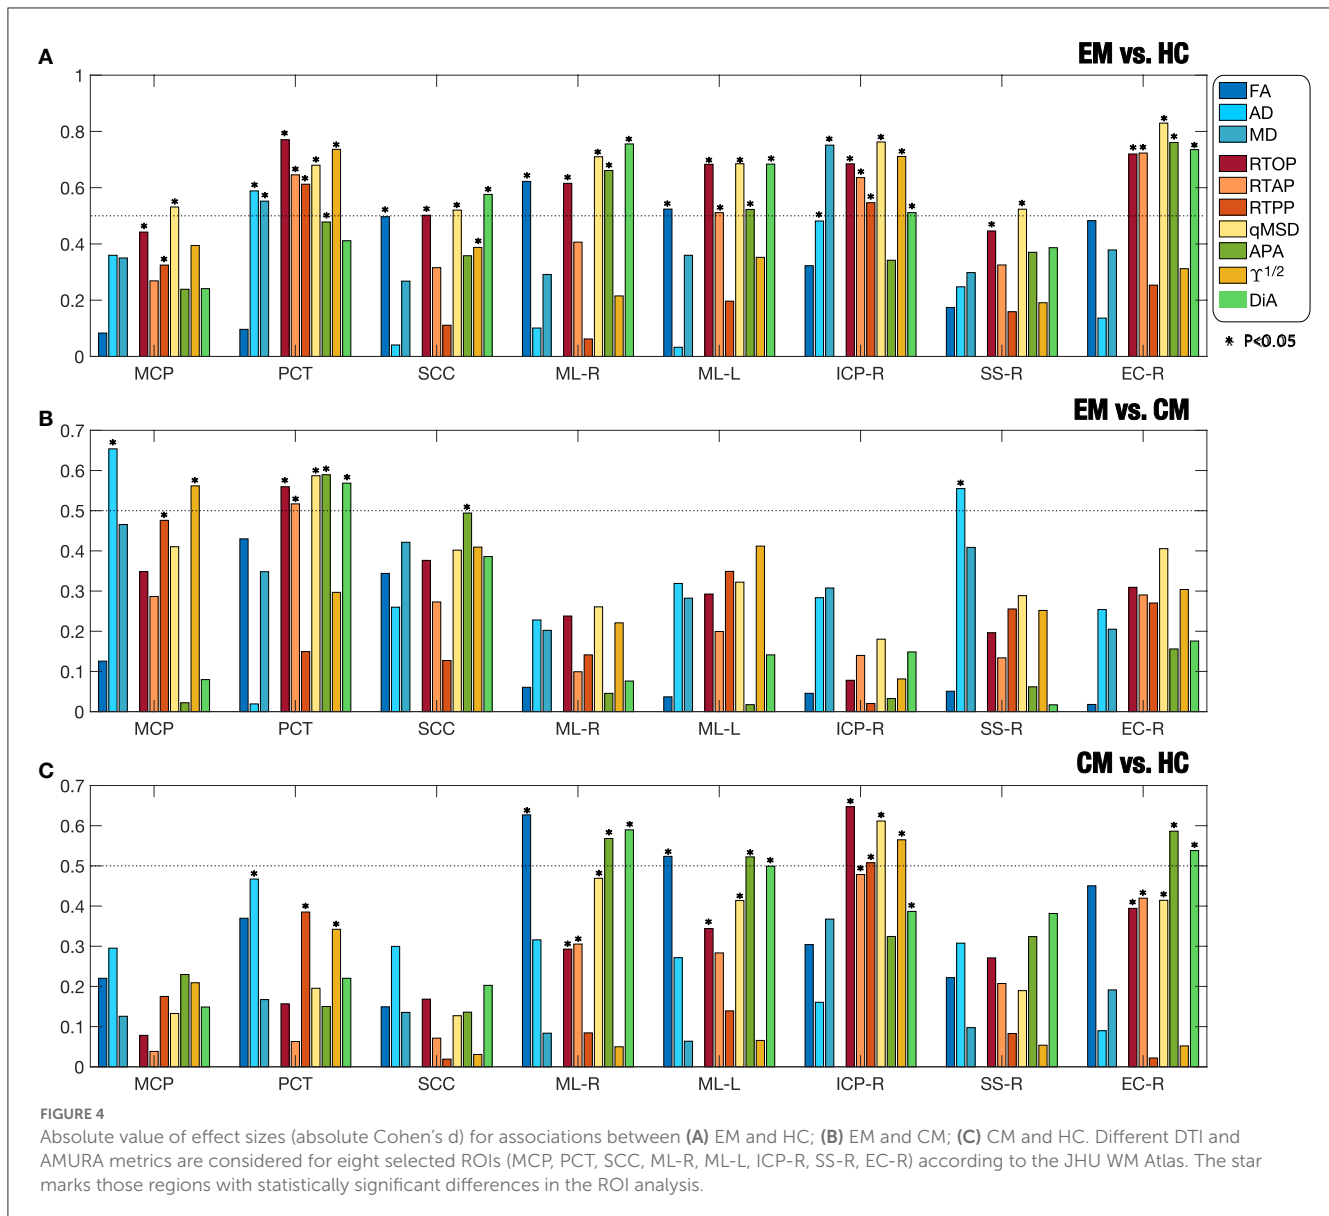 A
EM vs. HC
1
0.8
0.6
0.4
0.2
0
MCP PCT SCC ML-R ML-L ICP-R SS-R EC-R
FA
AD
MD
RTOP
RTAP
RTPP
qMSD
APA
ϒ1/2
DiA
* P<0.05
B
EM vs. CM
0.7
0.6
0.5
0.4
0.3
0.2
0.1
0
MCP PCT SCC ML-R ML-L ICP-R SS-R EC-R
C
CM vs. HC
0.7
0.6
0.5
0.4
0.3
0.2
0.1
0
MCP PCT SCC ML-R ML-L ICP-R SS-R EC-R
FIGURE 4
Absolute value of effect sizes (absolute Cohen's d) for associations between (A) EM and HC; (B) EM and CM; (C) CM and HC. Different DTI and
AMURA metrics are considered for eight selected ROIs (MCP, PCT, SCC, ML-R, ML-L, ICP-R, SS-R, EC-R) according to the JHU WM Atlas. The star
marks those regions with statistically significant differences in the ROI analysis.